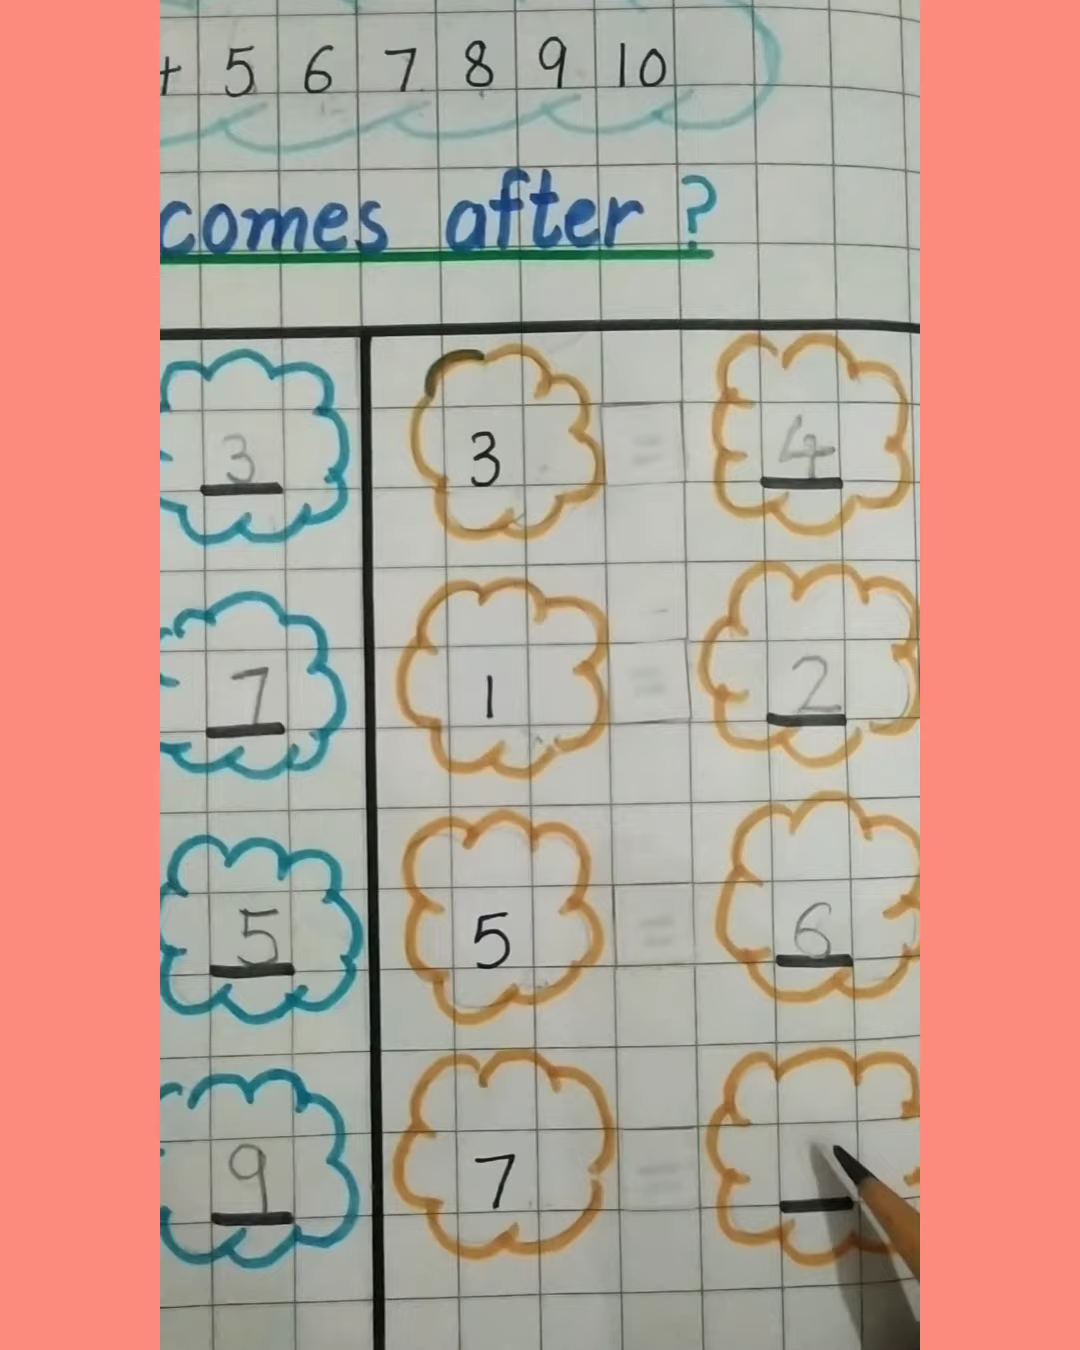 5 6 7 8 9 10
comes after ?
3 3 = 4
7 1 = 2
5 5 = 6
9 7 =